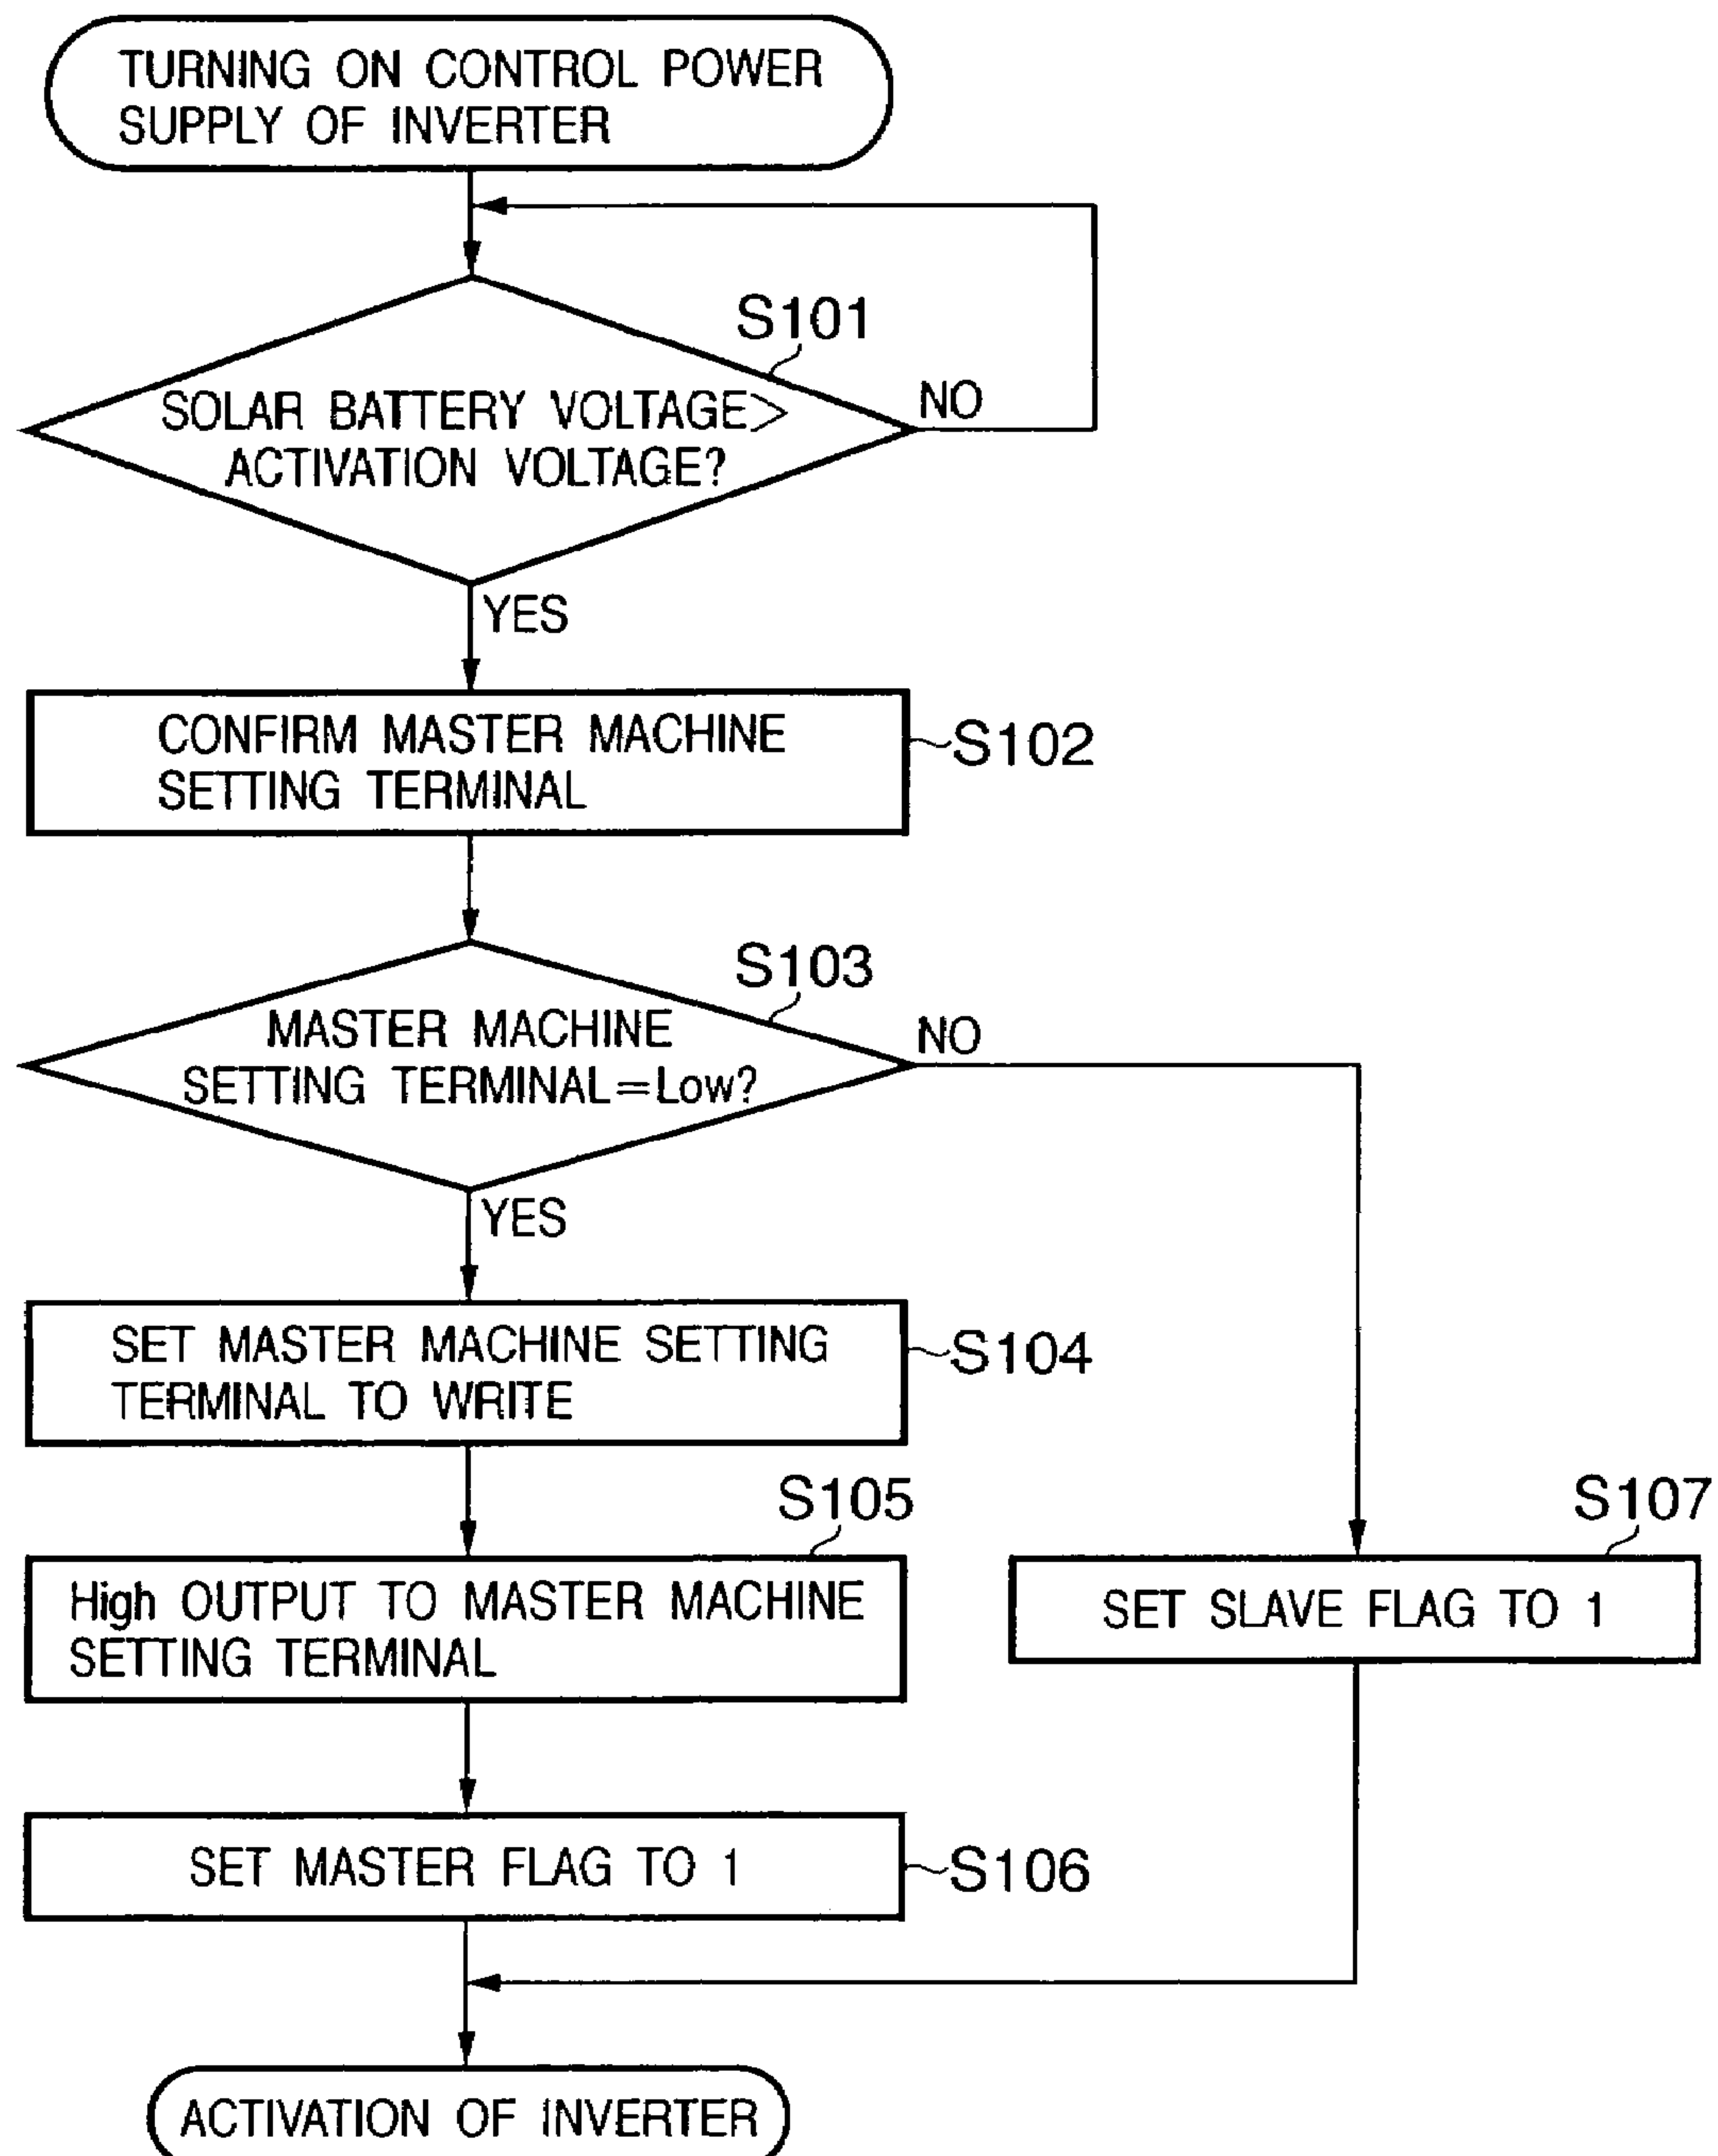 TURNING ON CONTROL POWER
SUPPLY OF INVERTER
S101
SOLAR BATTERY VOLTAGE>
ACTIVATION VOLTAGE?
NO
YES
CONFIRM MASTER MACHINE
SETTING TERMINAL
S102
S103
MASTER MACHINE
SETTING TERMINAL=Low?
NO
YES
SET MASTER MACHINE SETTING
TERMINAL TO WRITE
S104
S105
High OUTPUT TO MASTER MACHINE
SETTING TERMINAL
S107
SET SLAVE FLAG TO 1
SET MASTER FLAG TO 1
S106
ACTIVATION OF INVERTER